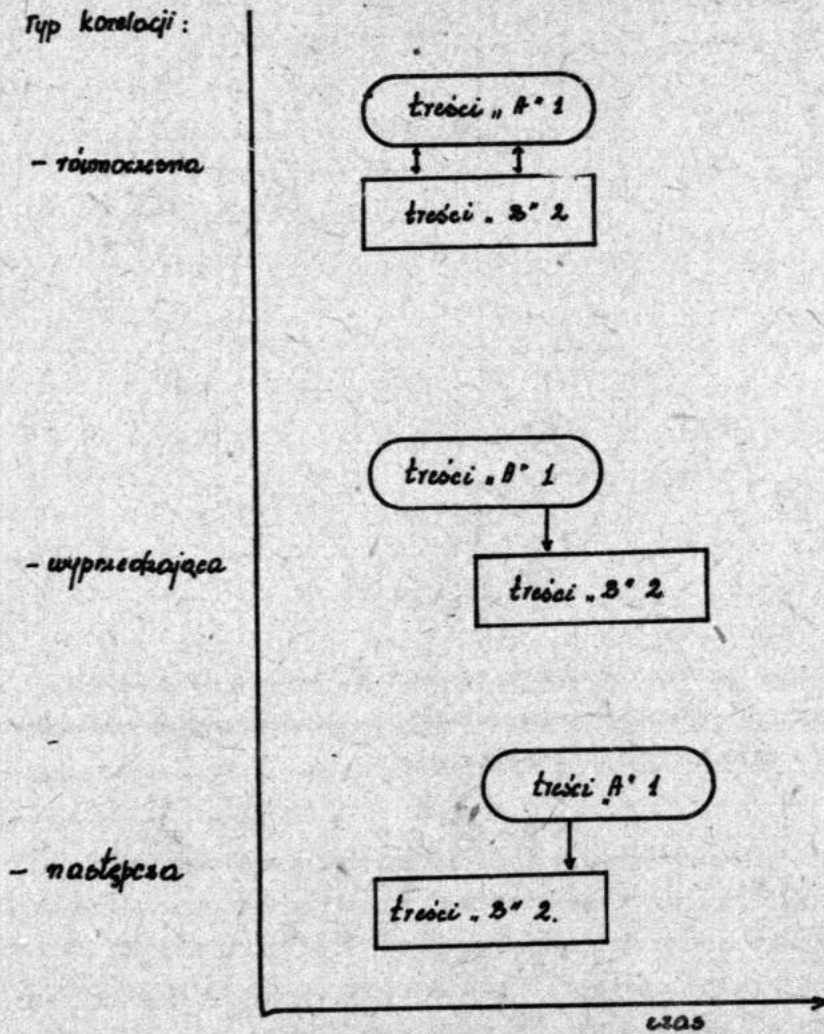 Typ korelacji :
treści „ A" 1
- równoczesna
treści „ B" 2
treści „ A" 1
- wyprzedzająca
treści „ B" 2
treści „ A" 1
- następcza
treści „ B" 2.
czas